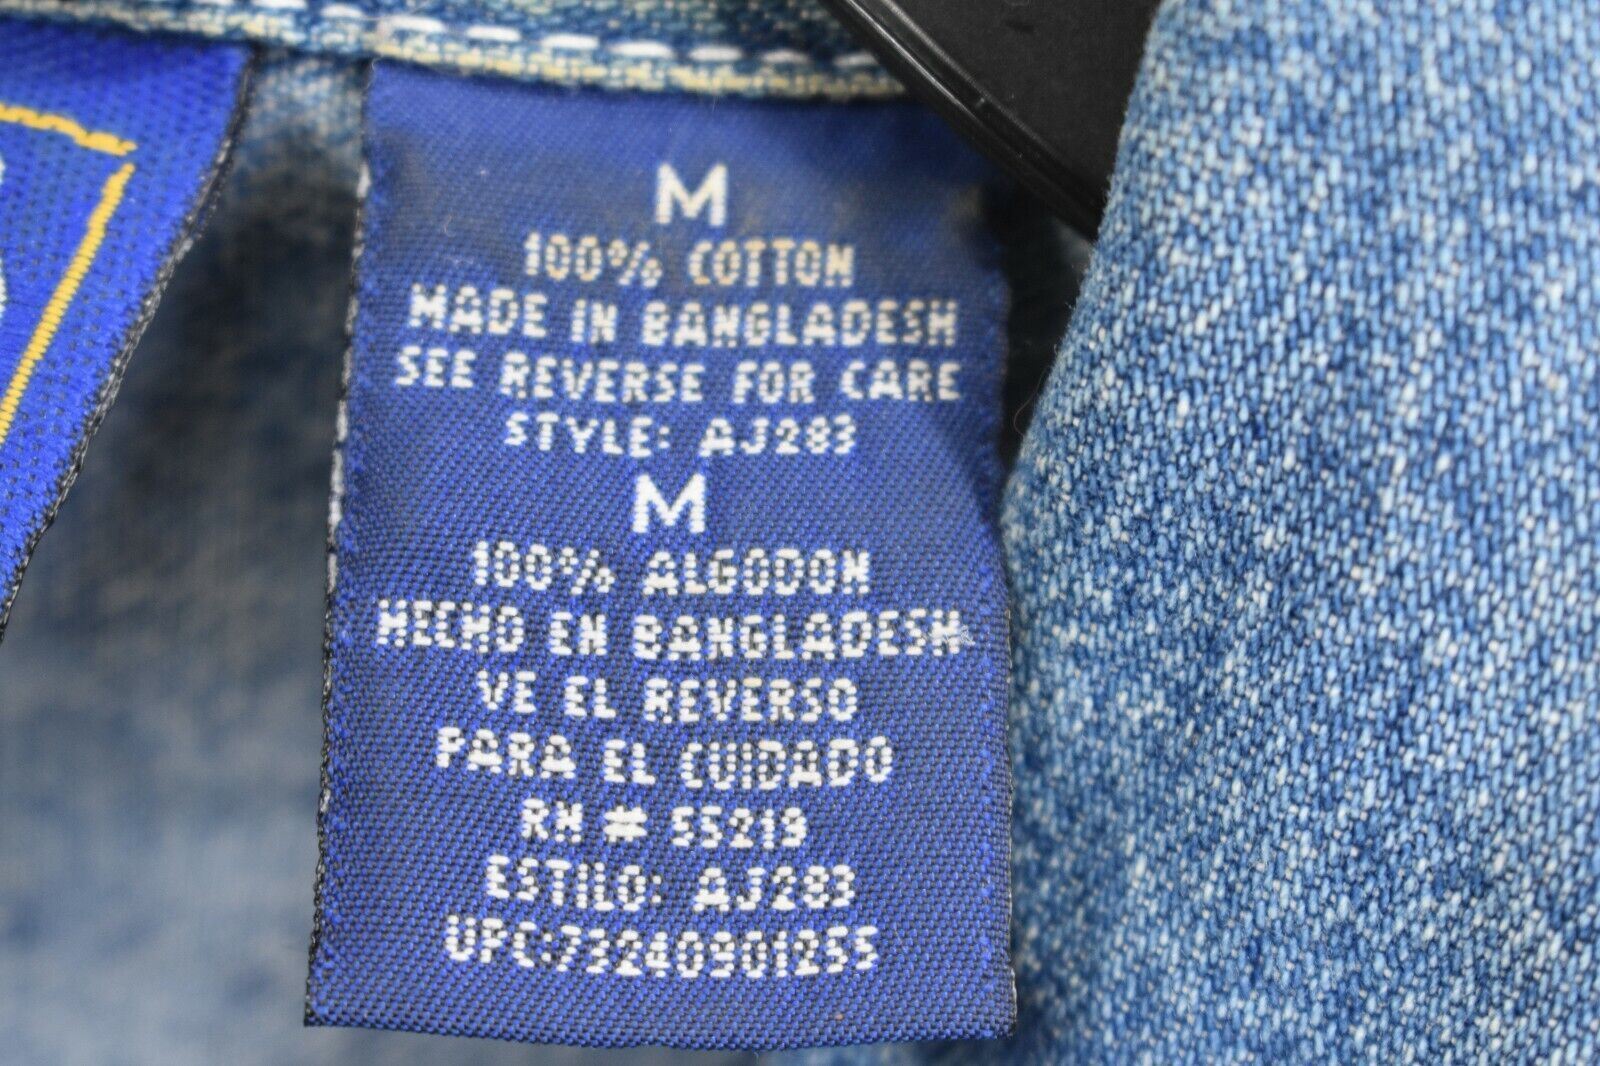 M
100% COTTON
MADE IN BANGLADESH
SEE REVERSE FOR CARE
STYLE: AJ283
M
100% ALGODON
HECHO EN BANGLADESH
VE EL REVERSO
PARA EL CUIDADO
RN # 55219
ESTILO: AJ283
UPC:73240901255